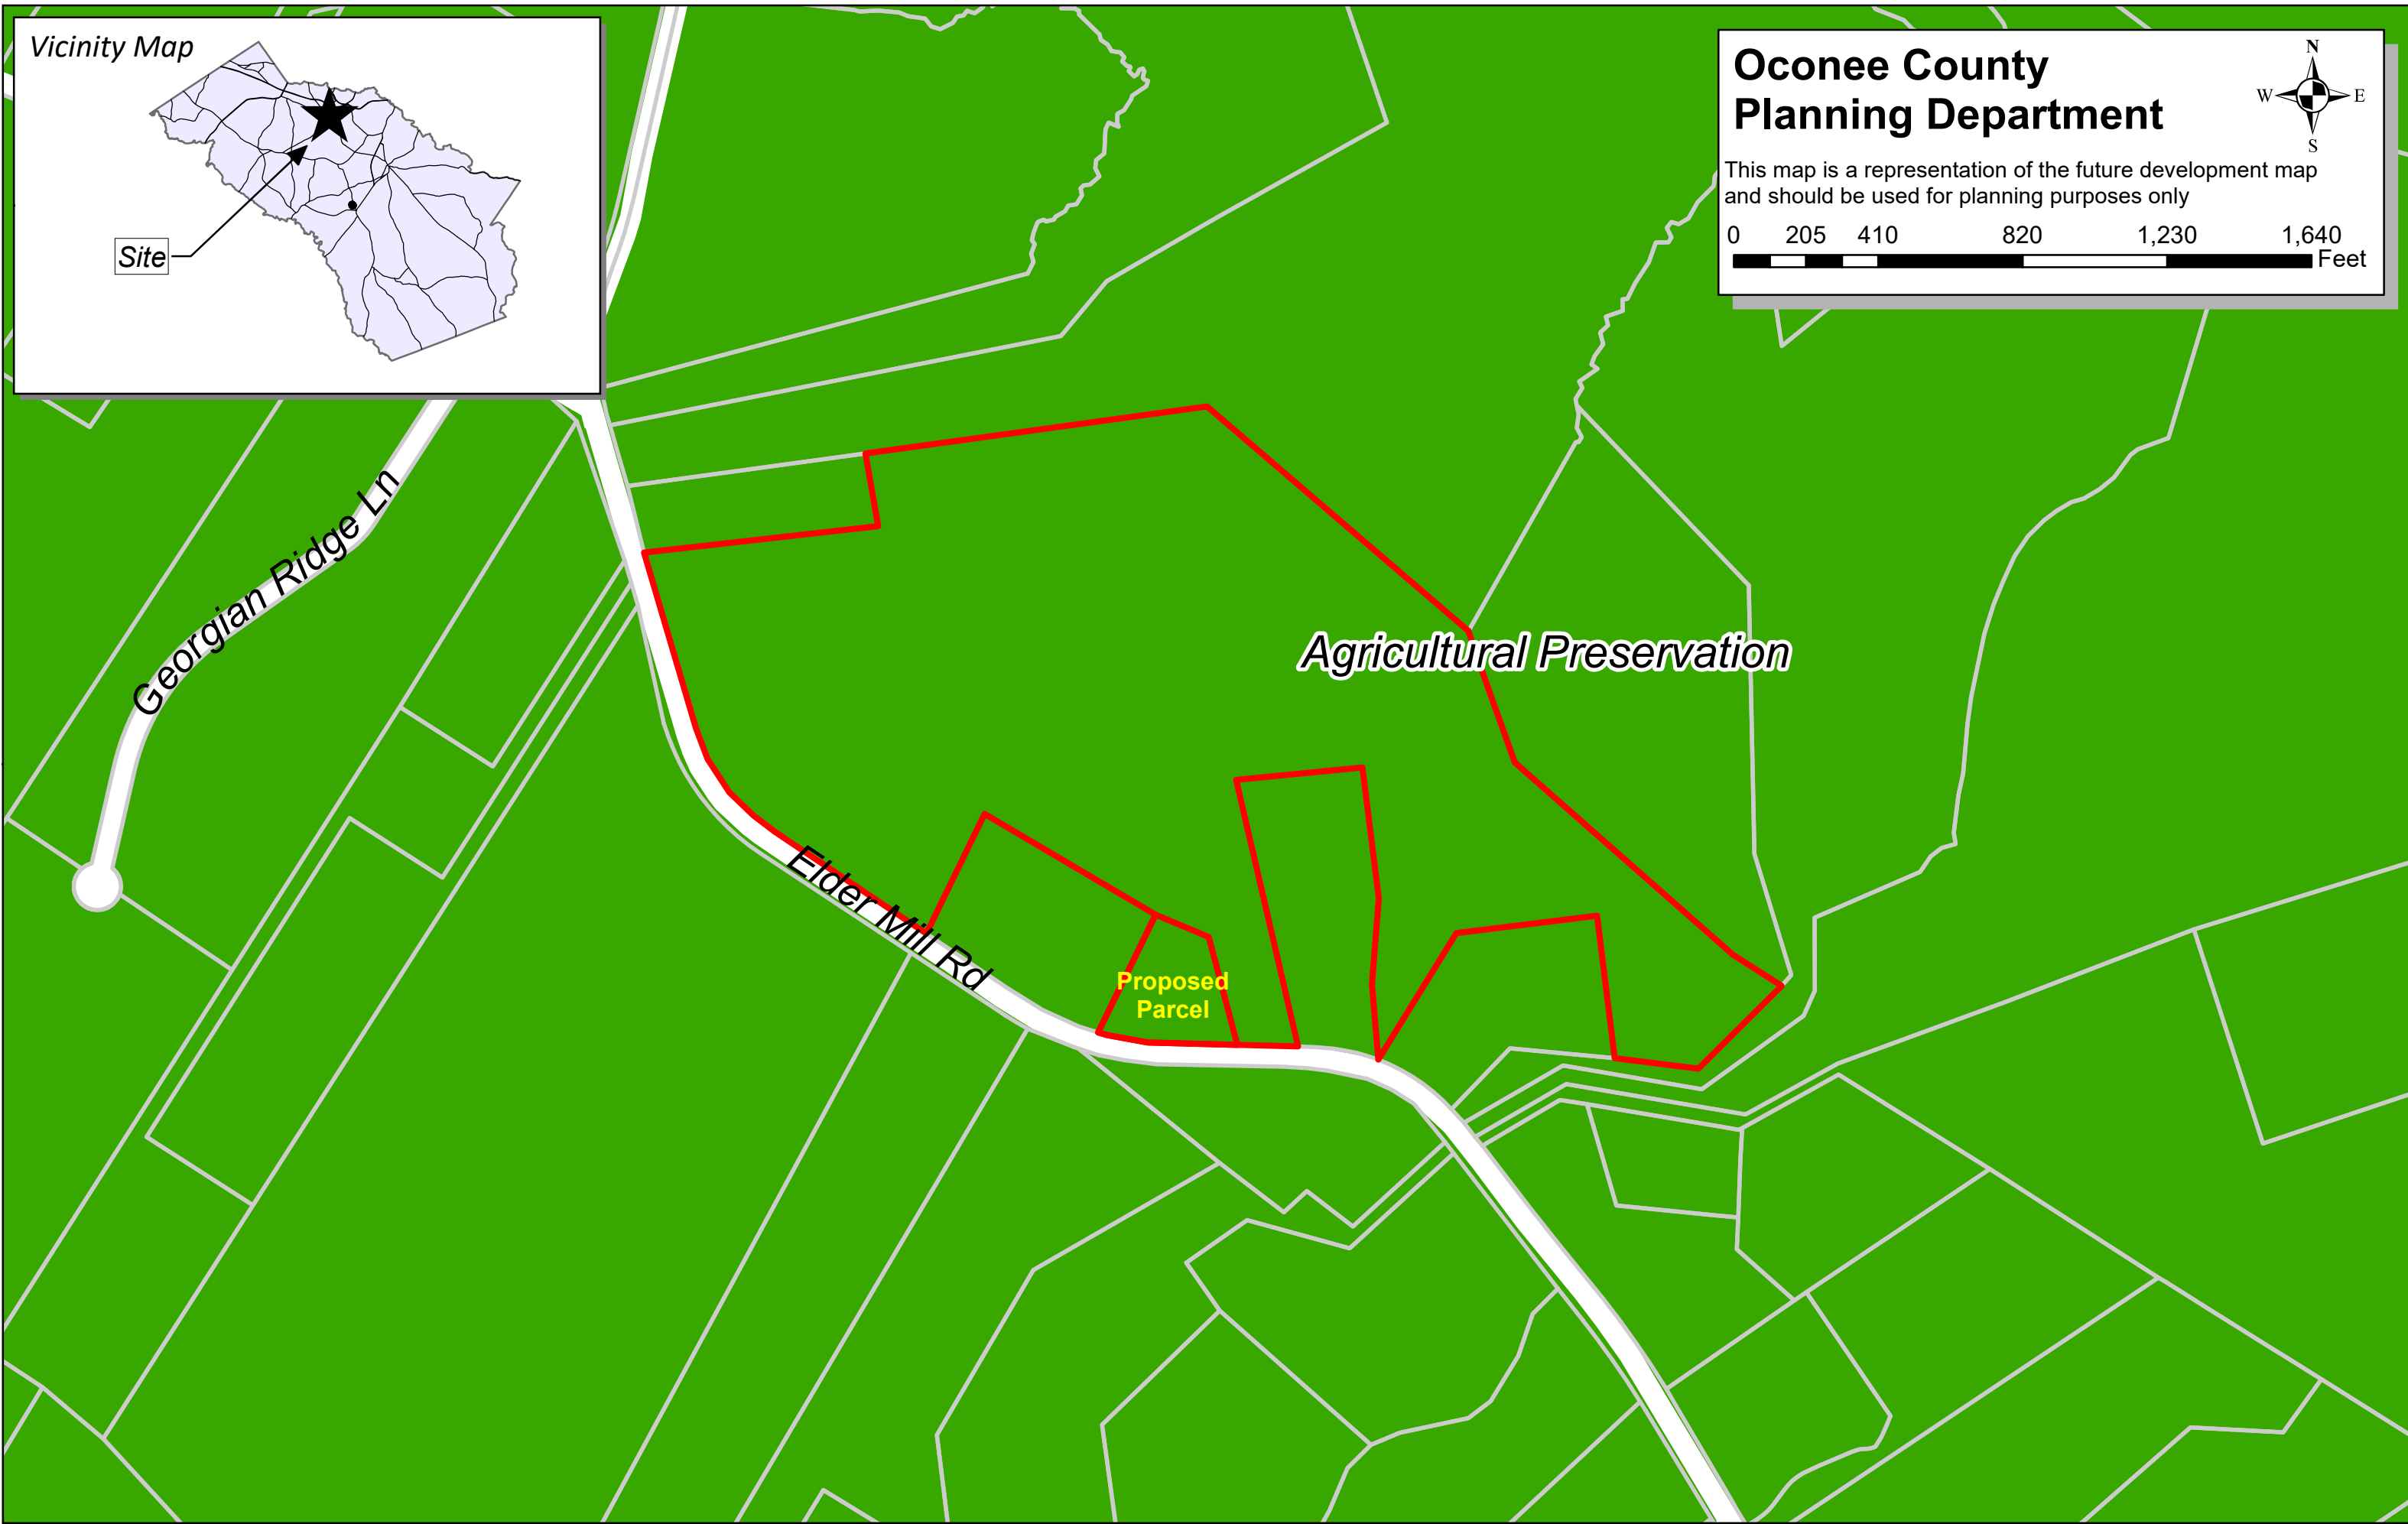 Vicinity Map
Site
Oconee County
Planning Department
N
W E
S
This map is a representation of the future development map
and should be used for planning purposes only
0 205 410 820 1,230 1,640
Feet
Georgian Ridge Ln
Agricultural Preservation
Elder Mill Rd
Proposed
Parcel